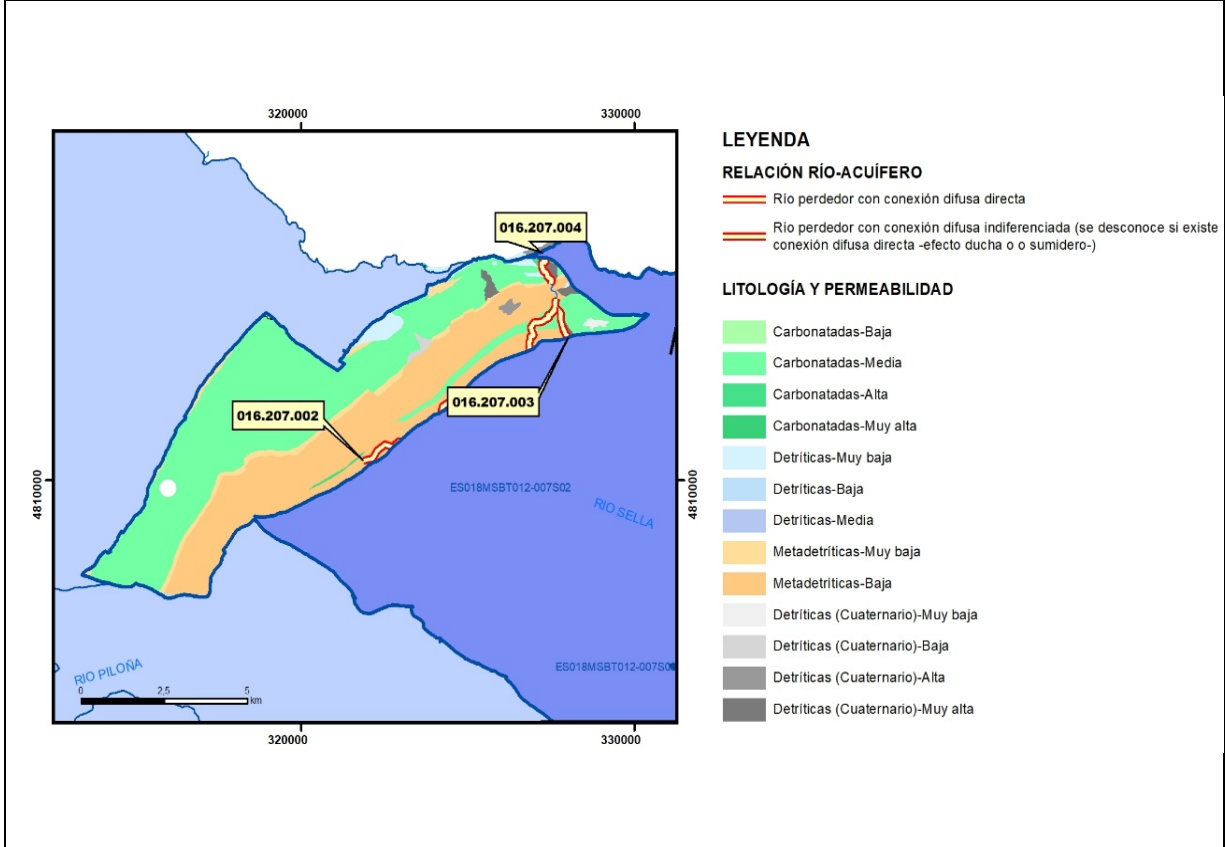 320000
330000
016.207.004
016.207.003
016.207.002
4810000
4810000
ES018MSBT012-007S02
RIO SELLA
RIO PILOÑA
0
2,5
5
km
320000
330000
LEYENDA
RELACIÓN RÍO-ACUÍFERO
Río perdedor con conexión difusa directa
Río perdedor con conexión difusa indiferenciada (se desconoce si existe
conexión difusa directa -efecto ducha o o sumidero-)
LITOLOGÍA Y PERMEABILIDAD
Carbonatadas-Baja
Carbonatadas-Media
Carbonatadas-Alta
Carbonatadas-Muy alta
Detríticas-Muy baja
Detríticas-Baja
Detríticas-Media
Metadetríticas-Muy baja
Metadetríticas-Baja
Detríticas (Cuaternario)-Muy baja
Detríticas (Cuaternario)-Baja
Detríticas (Cuaternario)-Alta
Detríticas (Cuaternario)-Muy alta